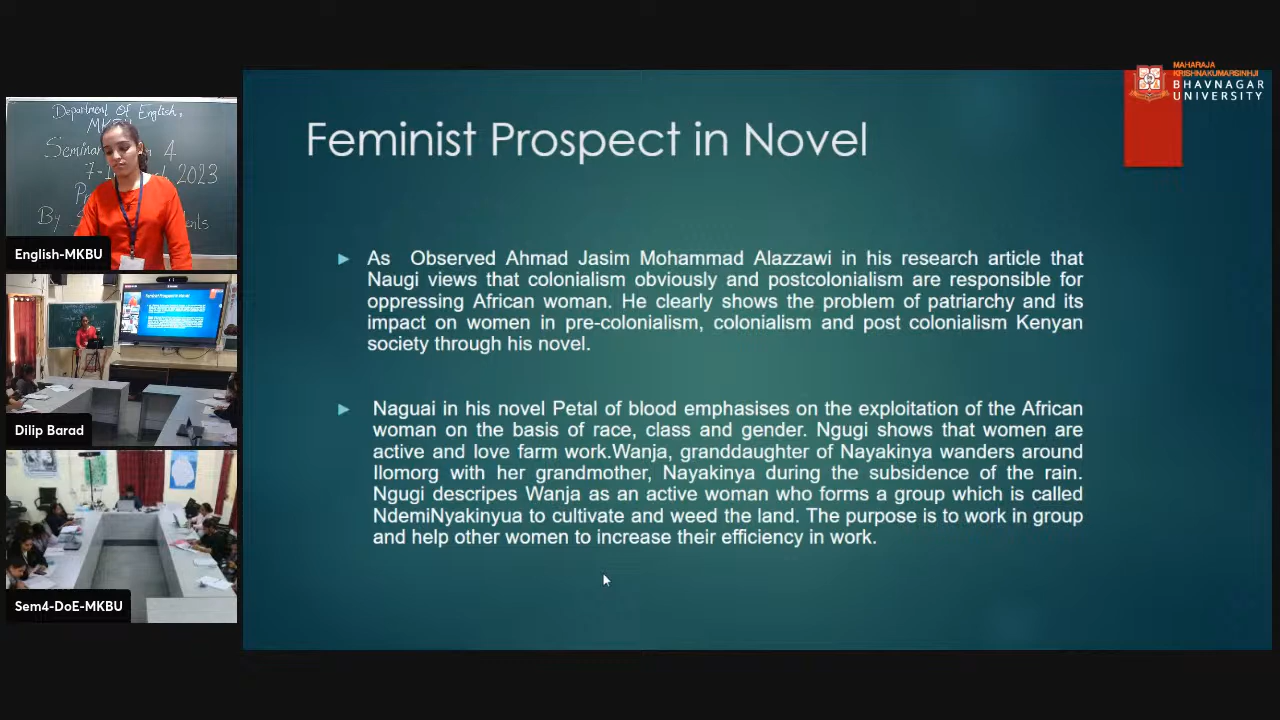 MAHARAJA
KRISHNAKUMARSINHJI
BHAVNAGAR
UNIVERSITY
Feminist Prospect in Novel
As Observed Ahmad Jasim Mohammad Alazzawi in his research article that
Naugi views that colonialism obviously and postcolonialism are responsible for
oppressing African woman. He clearly shows the problem of patriarchy and its
impact on women in pre-colonialism, colonialism and post colonialism Kenyan
society through his novel.
Naguai in his novel Petal of blood emphasises on the exploitation of the African
woman on the basis of race, class and gender. Ngugi shows that women are
active and love farm work.Wanja, granddaughter of Nayakinya wanders around
Ilomorg with her grandmother, Nayakinya during the subsidence of the rain.
Ngugi descripes Wanja as an active woman who forms a group which is called
NdemiNyakinyua to cultivate and weed the land. The purpose is to work in group
and help other women to increase their efficiency in work.
Department Of English,
MKBU
Semin 4
7- 2023
By
English-MKBU
Feminist Prospect in Novel
Dilip Barad
Sem4-DoE-MKBU